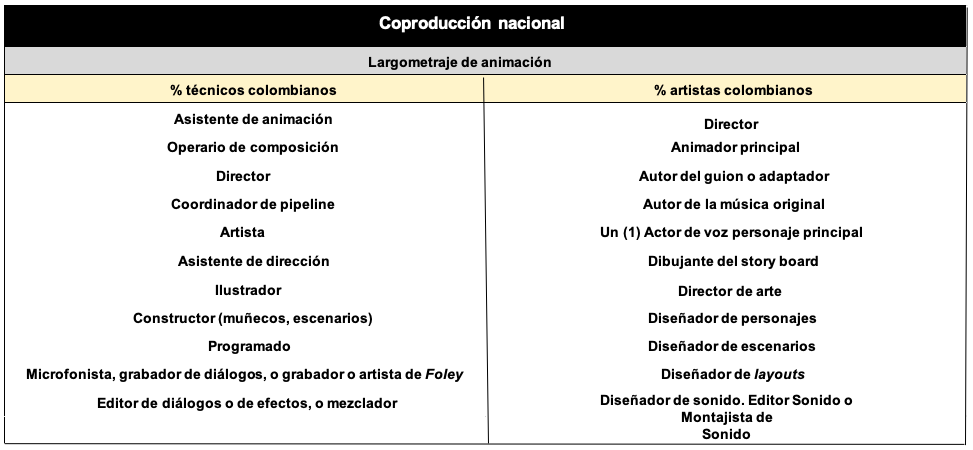 Coproducción nacional
Largometraje de animación
% técnicos colombianos
% artistas colombianos
Asistente de animación
Director
Operario de composición
Animador principal
Director
Autor del guion o adaptador
Coordinador de pipeline
Autor de la música original
Artista
Un (1) Actor de voz personaje principal
Asistente de dirección
Dibujante del story board
Ilustrador
Director de arte
Constructor (muñecos, escenarios)
Diseñador de personajes
Programado
Diseñador de escenarios
Microfonista, grabador de diálogos, o grabador o artista de Foley
Diseñador de layouts
Editor de diálogos o de efectos, o mezclador
Diseñador de sonido. Editor Sonido o
Montajista de
Sonido